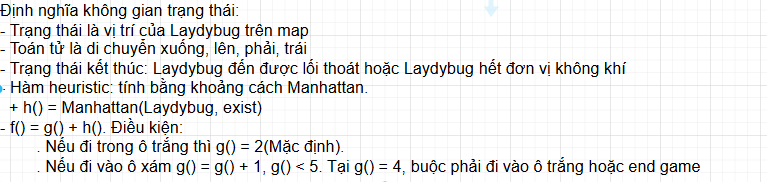 Định nghĩa không gian trạng thái:
- Trạng thái là vị trí của Laydybug trên map
- Toán tử là di chuyển xuống, lên, phải, trái
- Trạng thái kết thúc: Laydybug đến được lối thoát hoặc Laydybug hết đơn vị không khí
- Hàm heuristic: tính bằng khoảng cách Manhattan.
+ h() = Manhattan(Laydybug, exist)
- f() = g() + h(). Điều kiện:
. Nếu đi trong ô trắng thì g() = 2(Mặc định).
. Nếu đi vào ô xám g() = g() + 1, g() < 5. Tại g() = 4, buộc phải đi vào ô trắng hoặc end game